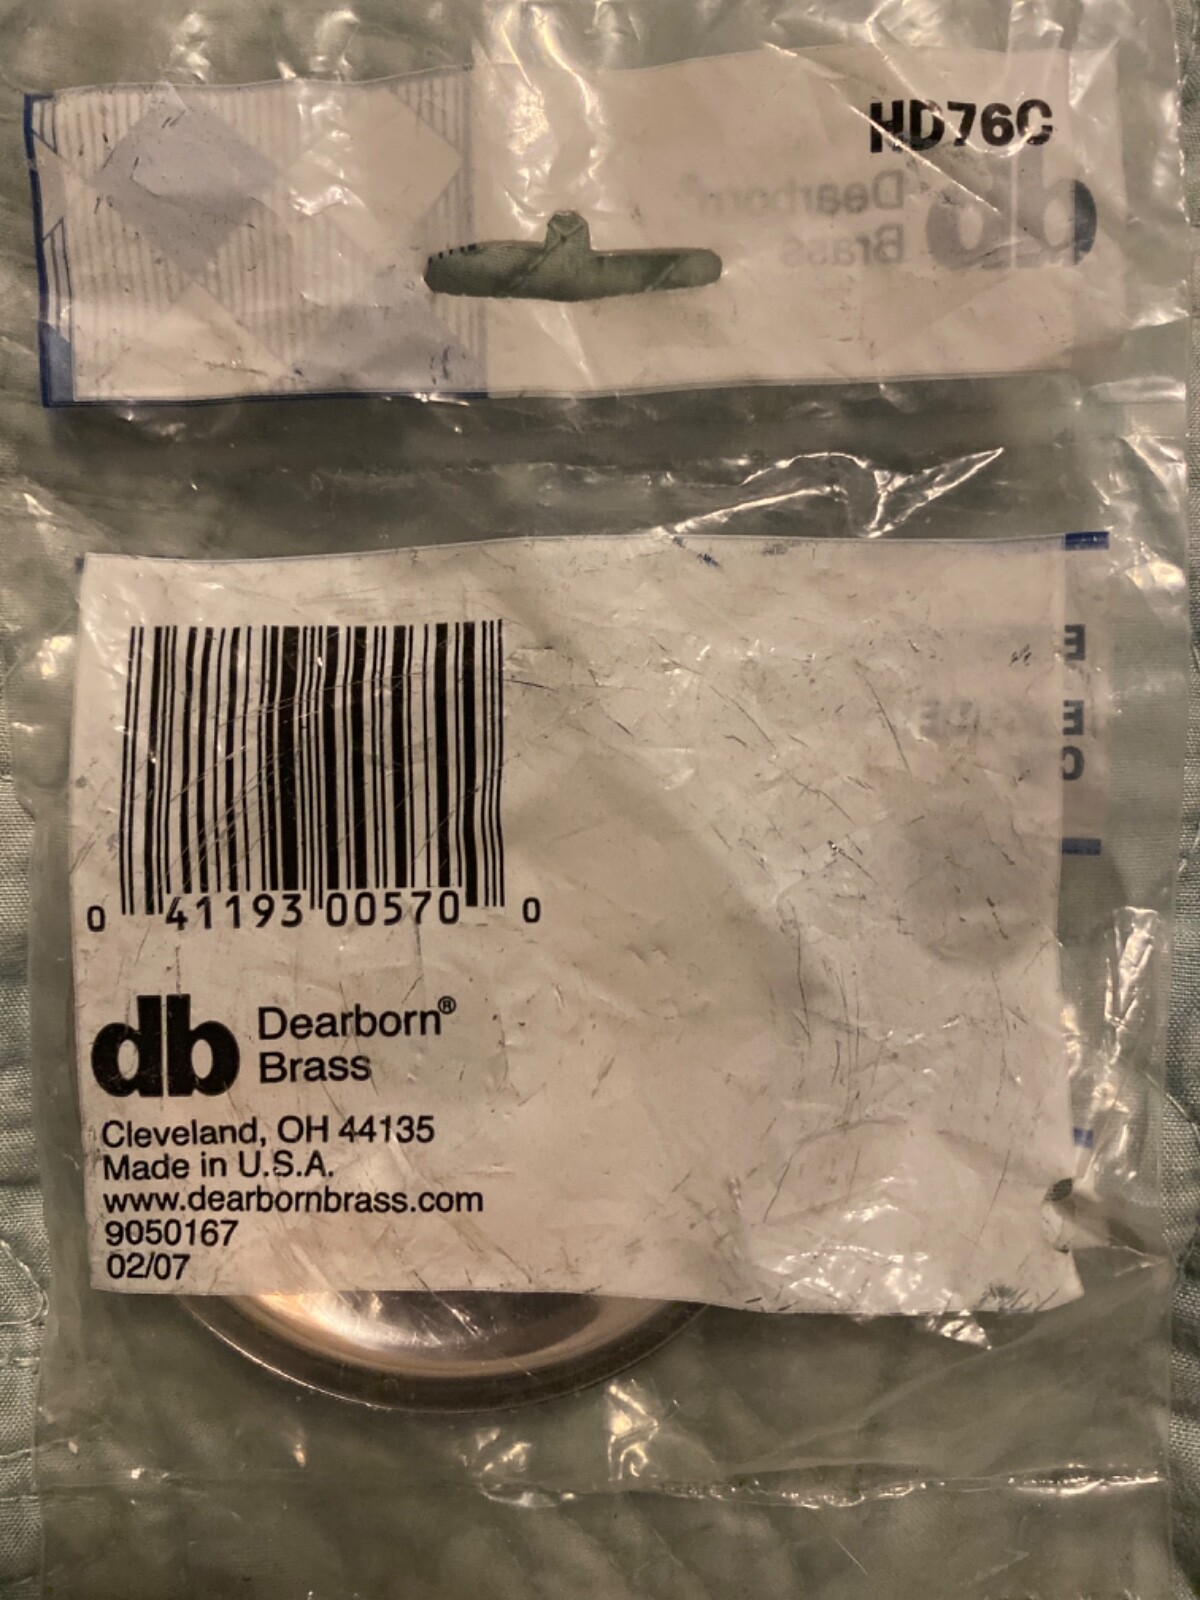 HD76C
Dearborn®
Brass
db
0 41193 00570 0
db
Dearborn®
Brass
Cleveland, OH 44135
Made in U.S.A.
www.dearbornbrass.com
9050167
02/07